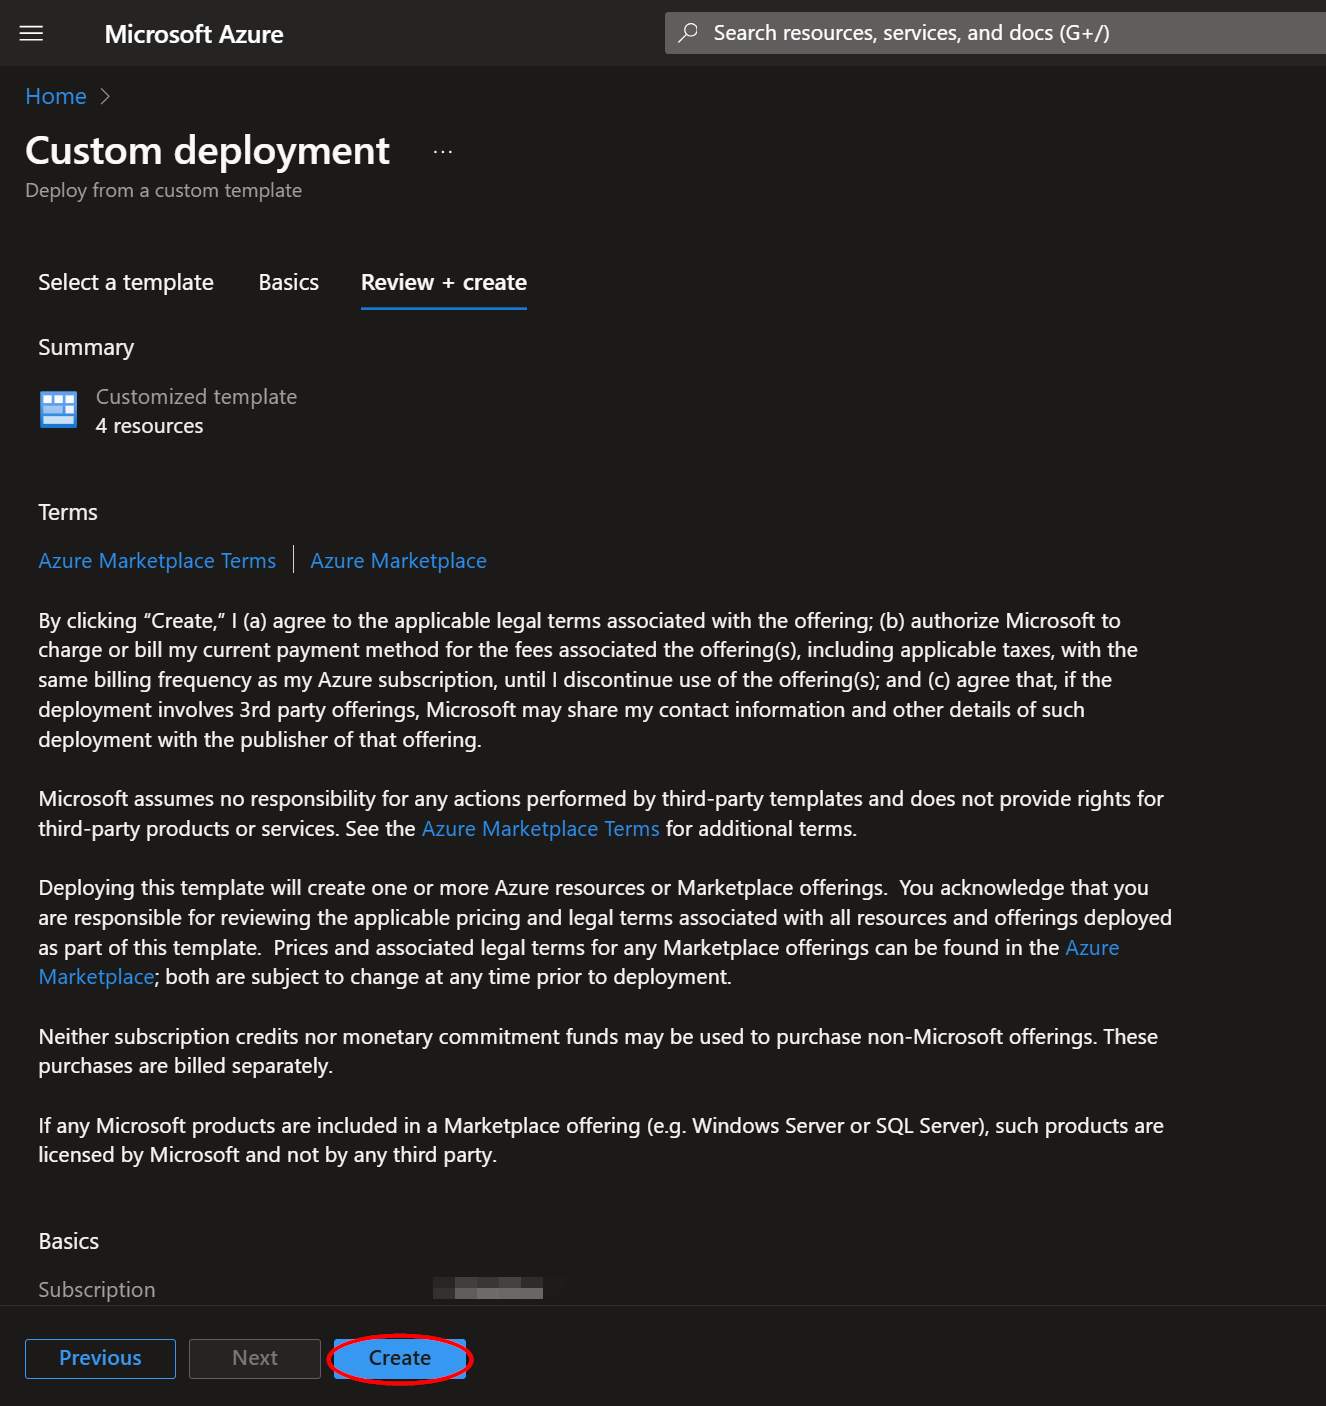 Microsoft Azure
Search resources, services, and docs (G+/)
Home
Custom deployment ...
Deploy from a custom template
Select a template Basics Review + create
Summary
Customized template
4 resources
Terms
Azure Marketplace Terms Azure Marketplace
By clicking “Create,” I (a) agree to the applicable legal terms associated with the offering; (b) authorize Microsoft to
charge or bill my current payment method for the fees associated the offering(s), including applicable taxes, with the
same billing frequency as my Azure subscription, until I discontinue use of the offering(s); and (c) agree that, if the
deployment involves 3rd party offerings, Microsoft may share my contact information and other details of such
deployment with the publisher of that offering.
Microsoft assumes no responsibility for any actions performed by third-party templates and does not provide rights for
third-party products or services. See the Azure Marketplace Terms for additional terms.
Deploying this template will create one or more Azure resources or Marketplace offerings.  You acknowledge that you
are responsible for reviewing the applicable pricing and legal terms associated with all resources and offerings deployed
as part of this template.  Prices and associated legal terms for any Marketplace offerings can be found in the Azure
Marketplace; both are subject to change at any time prior to deployment.
Neither subscription credits nor monetary commitment funds may be used to purchase non-Microsoft offerings. These
purchases are billed separately.
If any Microsoft products are included in a Marketplace offering (e.g. Windows Server or SQL Server), such products are
licensed by Microsoft and not by any third party.
Basics
Subscription
Previous Next Create